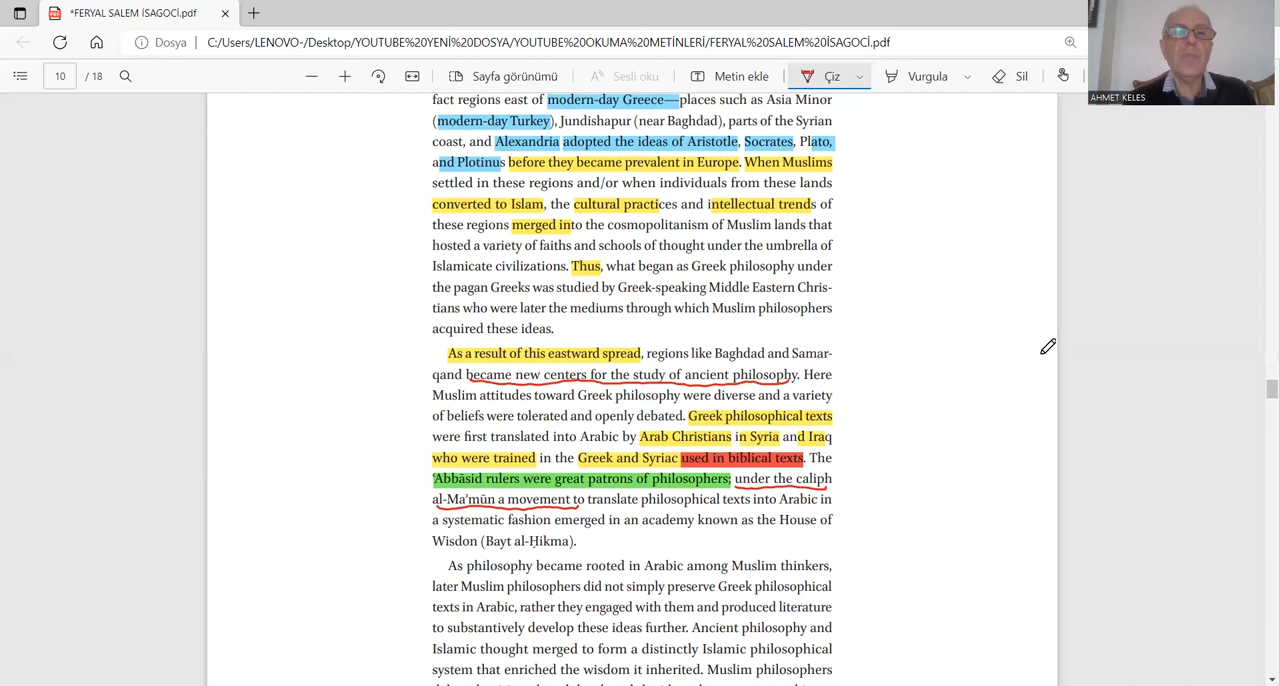 *FERYAL SALEM İSAGOCİ.pdf
Dosya C:/Users/LENOVO-/Desktop/YOUTUBE%20YENİ%20DOSYA/YOUTUBE%20OKUMA%20METİNLERİ/FERYAL%20SALEM%20İSAGOCİ.pdf
10 / 18 Sayfa görünümü Sesli oku Metin ekle Çiz Vurgula Sil
AHMET KELES
fact regions east of modern-day Greece—places such as Asia Minor
(modern-day Turkey), Jundishapur (near Baghdad), parts of the Syrian
coast, and Alexandria adopted the ideas of Aristotle, Socrates, Plato,
and Plotinus before they became prevalent in Europe. When Muslims
settled in these regions and/or when individuals from these lands
converted to Islam, the cultural practices and intellectual trends of
these regions merged into the cosmopolitanism of Muslim lands that
hosted a variety of faiths and schools of thought under the umbrella of
Islamicate civilizations. Thus, what began as Greek philosophy under
the pagan Greeks was studied by Greek-speaking Middle Eastern Chris-
tians who were later the mediums through which Muslim philosophers
acquired these ideas.
As a result of this eastward spread, regions like Baghdad and Samar-
qand became new centers for the study of ancient philosophy. Here
Muslim attitudes toward Greek philosophy were diverse and a variety
of beliefs were tolerated and openly debated. Greek philosophical texts
were first translated into Arabic by Arab Christians in Syria and Iraq
who were trained in the Greek and Syriac used in biblical texts. The
ʿAbbāsid rulers were great patrons of philosophers; under the caliph
al-Maʾmūn a movement to translate philosophical texts into Arabic in
a systematic fashion emerged in an academy known as the House of
Wisdom (Bayt al-Ḥikma).
As philosophy became rooted in Arabic among Muslim thinkers,
later Muslim philosophers did not simply preserve Greek philosophical
texts in Arabic, rather they engaged with them and produced literature
to substantively develop these ideas further. Ancient philosophy and
Islamic thought merged to form a distinctly Islamic philosophical
system that enriched the wisdom it inherited. Muslim philosophers